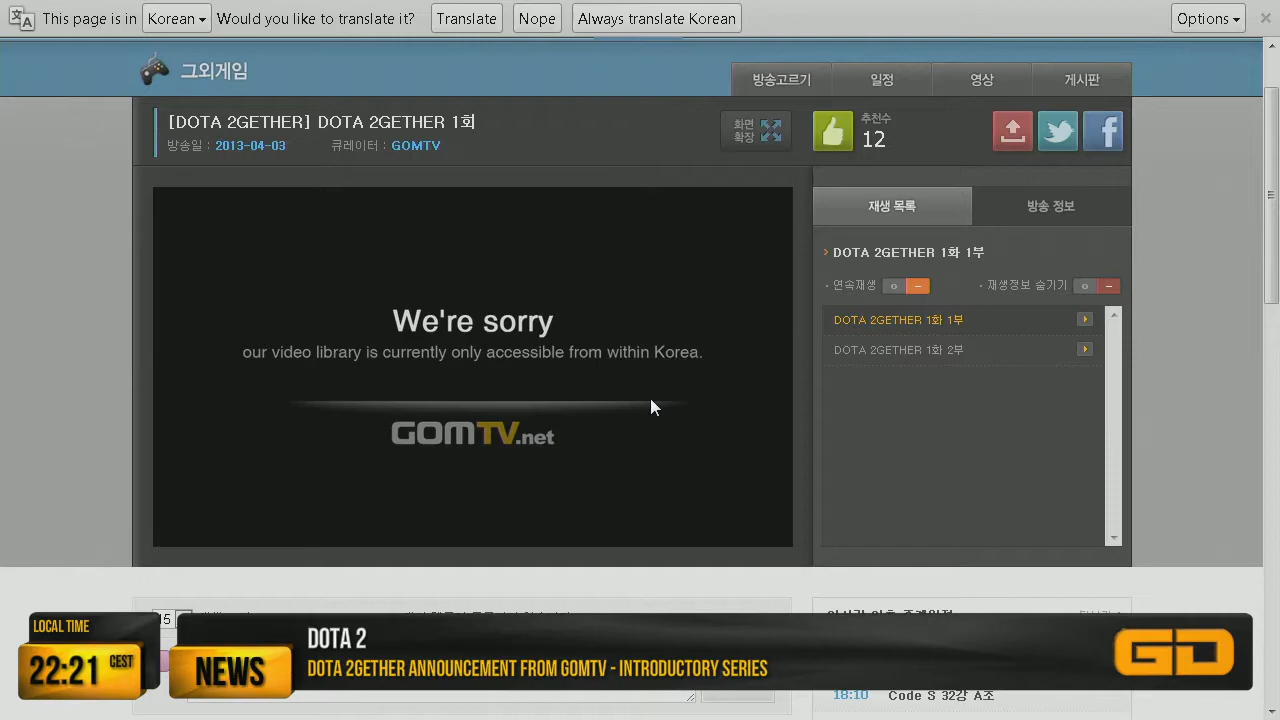 This page is in Korean Would you like to translate it? Translate Nope Always translate Korean Options
그외게임
방송고르기 일정 영상 게시판
[DOTA 2GETHER] DOTA 2GETHER 1회
방송일 : 2013-04-03 큐레이터 : GOMTV
화면 확장
추천수
12
재생 목록 방송 정보
We're sorry
our video library is currently only accessible from within Korea.
GOMTV.net
DOTA 2GETHER 1화 1부
연속재생 재생정보 숨기기
DOTA 2GETHER 1화 1부
DOTA 2GETHER 1화 2부
LOCAL TIME
22:21 CEST
NEWS
DOTA 2
DOTA 2GETHER ANNOUNCEMENT FROM GOMTV - INTRODUCTORY SERIES
GD
18:10 Code S 32강 A조